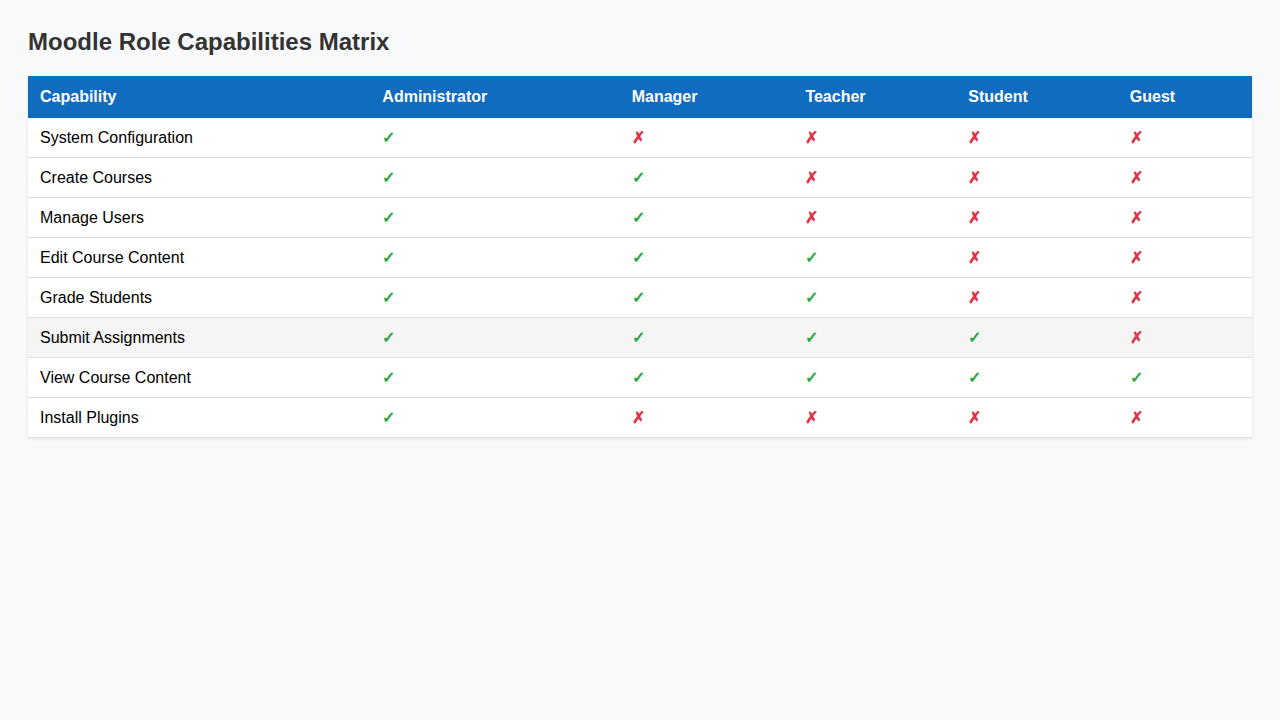 Moodle Role Capabilities Matrix
Capability Administrator Manager Teacher Student Guest
System Configuration ✓ ✗ ✗ ✗ ✗
Create Courses ✓ ✓ ✗ ✗ ✗
Manage Users ✓ ✓ ✗ ✗ ✗
Edit Course Content ✓ ✓ ✓ ✗ ✗
Grade Students ✓ ✓ ✓ ✗ ✗
Submit Assignments ✓ ✓ ✓ ✓ ✗
View Course Content ✓ ✓ ✓ ✓ ✓
Install Plugins ✓ ✗ ✗ ✗ ✗